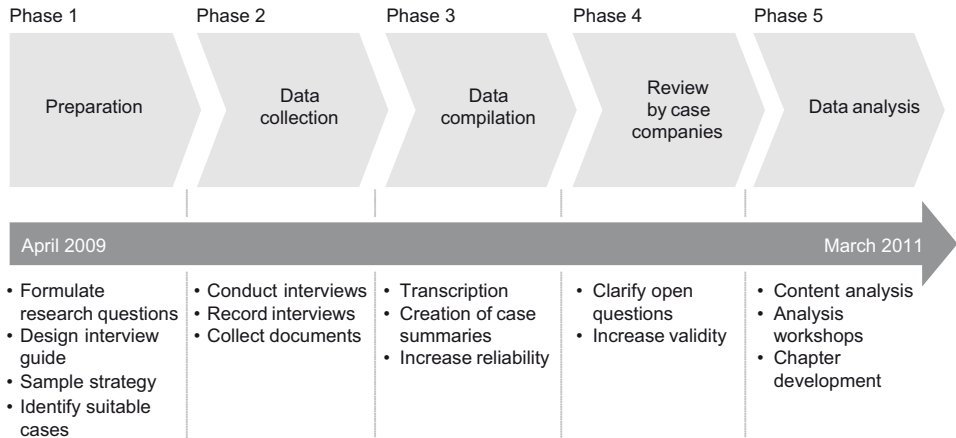 Phase 1
Phase 2
Phase 3
Phase 4
Phase 5
Preparation
Data
collection
Data
compilation
Review
by case
companies
Data analysis
April 2009
March 2011
• Formulate
research questions
• Design interview
guide
• Sample strategy
• Identify suitable
cases
• Conduct interviews
• Record interviews
• Collect documents
• Transcription
• Creation of case
summaries
• Increase reliability
• Clarify open
questions
• Increase validity
• Content analysis
• Analysis
workshops
• Chapter
development